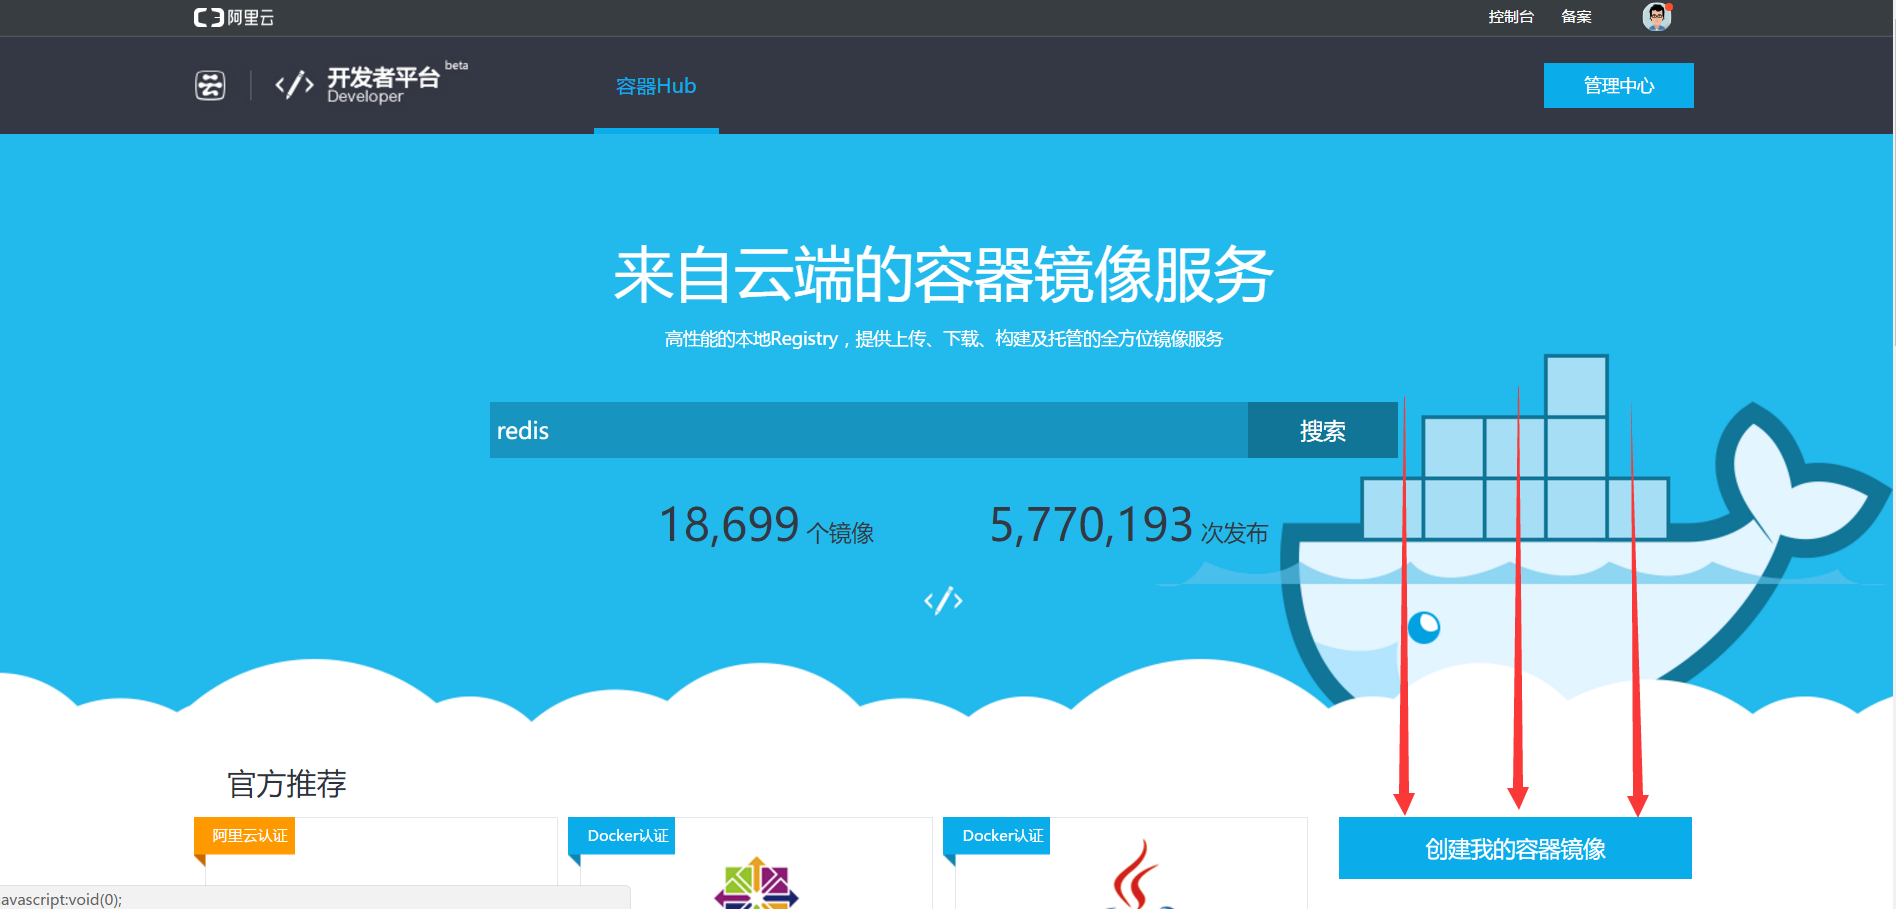 阿里云
控制台
备案
云
开发者平台 beta
Developer
容器Hub
管理中心
来自云端的容器镜像服务
高性能的本地Registry，提供上传、下载、构建及托管的全方位镜像服务
redis
搜索
18,699 个镜像
5,770,193 次发布
官方推荐
阿里云认证
Docker认证
Docker认证
创建我的容器镜像
avascript:void(0);